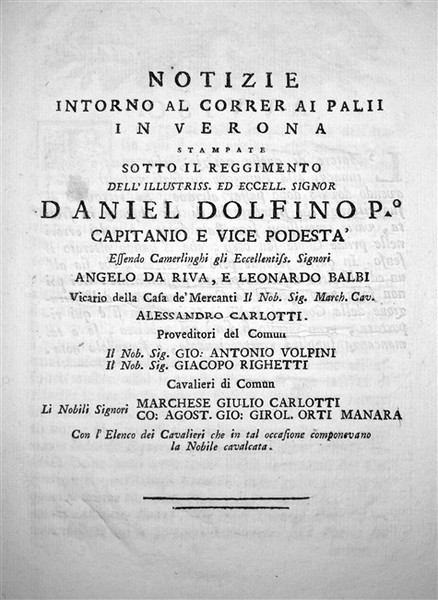 NOTIZIE
INTORNO AL CORRER AI PALII
IN VERONA
STAMPATE
SOTTO IL REGGIMENTO
DELL' ILLUSTRISS. ED ECCELL. SIGNOR
DANIEL DOLFINO P.º
CAPITANIO E VICE PODESTA'
Eſſendo Camerlinghi gli Eccellentiſs. Signori
ANGELO DA RIVA, E LEONARDO BALBI
Vicario della Caſa de' Mercanti Il Nob. Sig. March. Cav.
ALESSANDRO CARLOTTI.
Proveditori del Comun
Il Nob. Sig. GIO: ANTONIO VOLPINI
Il Nob. Sig. GIACOPO RIGHETTI
Cavalieri di Comun
Li Nobili Signori MARCHESE GIULIO CARLOTTI
CO: AGOST. GIO: GIROL. ORTI MANARA
Con l' Elenco dei Cavalieri che in tal occaſione componevano
la Nobile cavalcata.